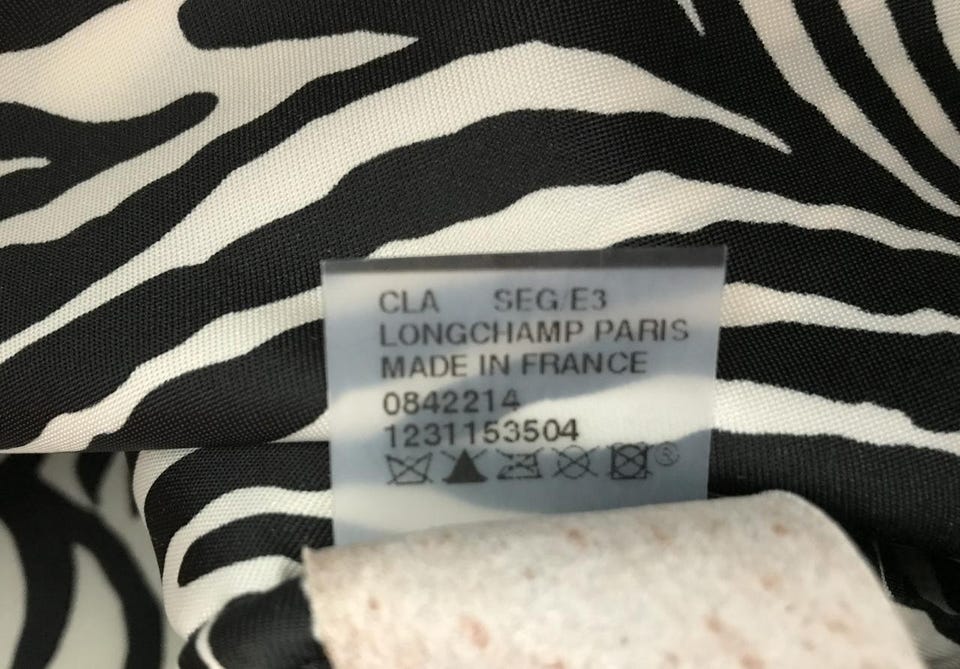 CLA SEG/E3
LONGCHAMP PARIS
MADE IN FRANCE
0842214
1231153504